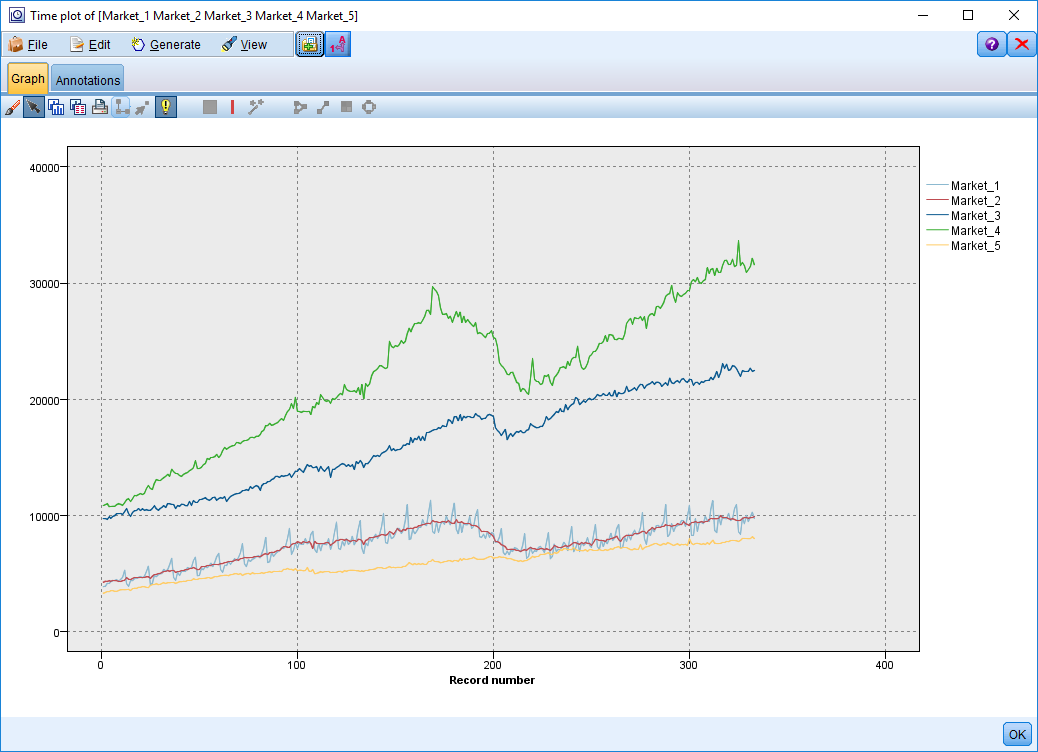 Time plot of [Market_1 Market_2 Market_3 Market_4 Market_5]
File Edit Generate View
Graph Annotations
40000
30000
20000
10000
0
0 100 200 300 400
Record number
Market_1
Market_2
Market_3
Market_4
Market_5
OK